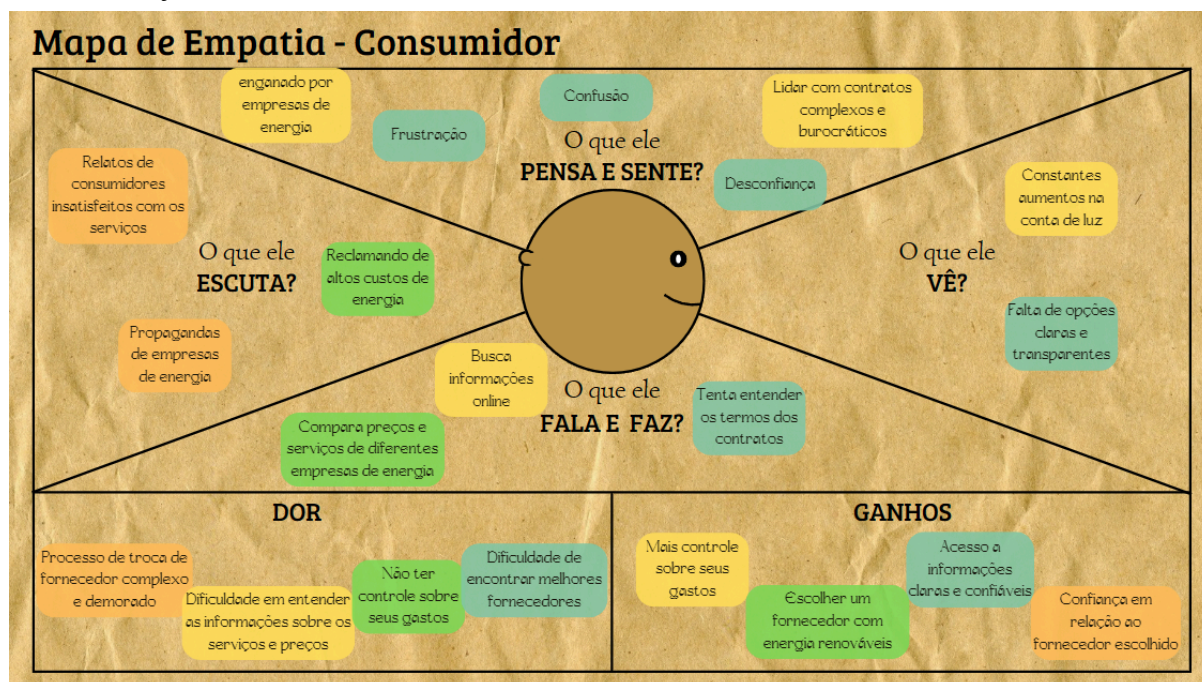 Mapa de Empatia - Consumidor
enganado por
empresas de
energia
Frustração
Confusão
O que ele
PENSA E SENTE?
Lidar com contratos
complexos e
burocráticos
Desconfiança
Relatos de
consumidores
insatisfeitos com os
serviços
O que ele
ESCUTA?
Reclamando de
altos custos de
energia
Propagandas
de empresas
de energia
Constantes
aumentos na
conta de luz
O que ele
VÊ?
Falta de opções
claras e
transparentes
Busca
informações
online
O que ele
FALA E FAZ?
Tenta entender
os termos dos
contratos
Compara preços e
serviços de diferentes
empresas de energia
DOR
Processo de troca de
fornecedor complexo
e demorado
Dificuldade em entender
as informações sobre os
serviços e preços
Não ter
controle sobre
seus gastos
Dificuldade de
encontrar melhores
fornecedores
GANHOS
Mais controle
sobre seus
gastos
Escolher um
fornecedor com
energia renováveis
Acesso a
informações
claras e confiáveis
Confiança em
relação ao
fornecedor escolhido